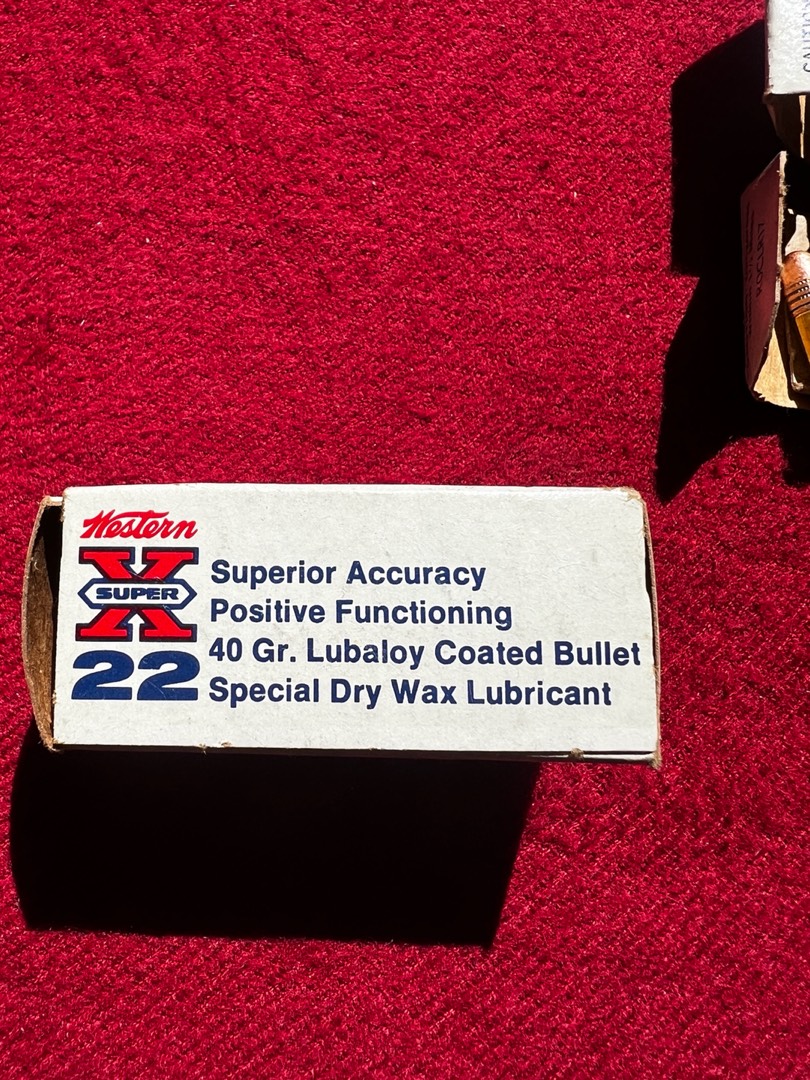 Western
X
SUPER
22
Superior Accuracy
Positive Functioning
40 Gr. Lubaloy Coated Bullet
Special Dry Wax Lubricant